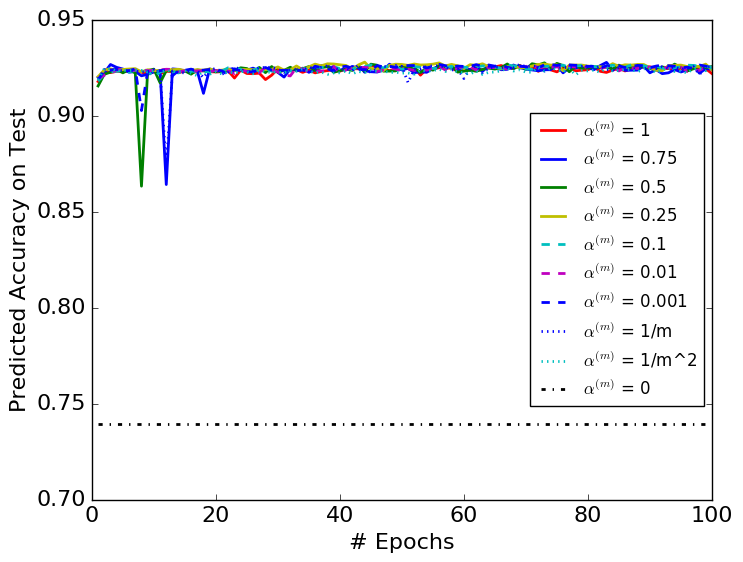 0.95
0.90
0.85
0.80
0.75
0.70
Predicted Accuracy on Test
α^(m) = 1
α^(m) = 0.75
α^(m) = 0.5
α^(m) = 0.25
α^(m) = 0.1
α^(m) = 0.01
α^(m) = 0.001
α^(m) = 1/m
α^(m) = 1/m^2
α^(m) = 0
0 20 40 60 80 100
# Epochs